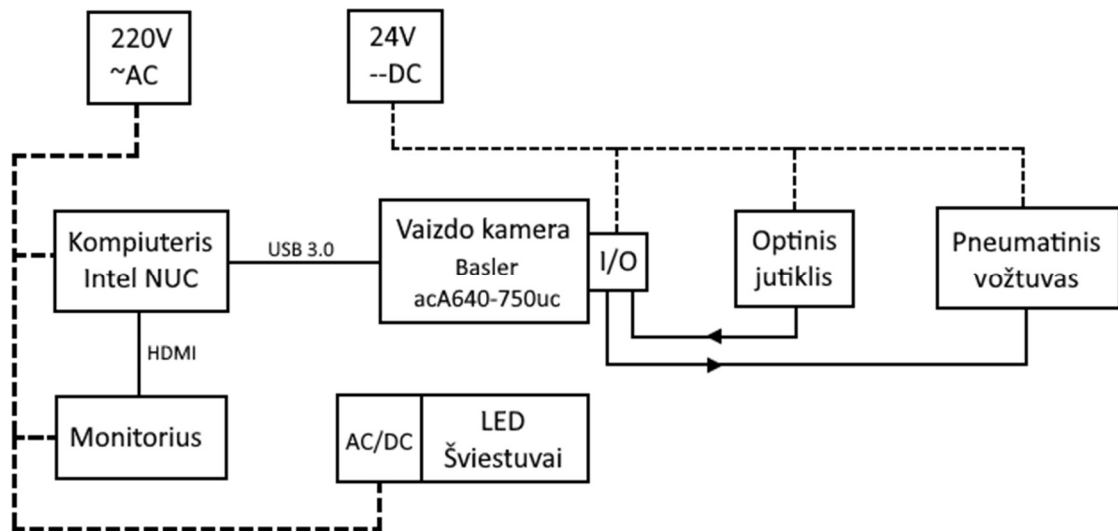 220V
~AC
24V
--DC
Kompiuteris
Intel NUC
USB 3.0
Vaizdo kamera
Basler
acA640-750uc
I/O
Optinis
jutiklis
Pneumatinis
vožtuvas
HDMI
Monitorius
AC/DC
LED
Šviestuvai